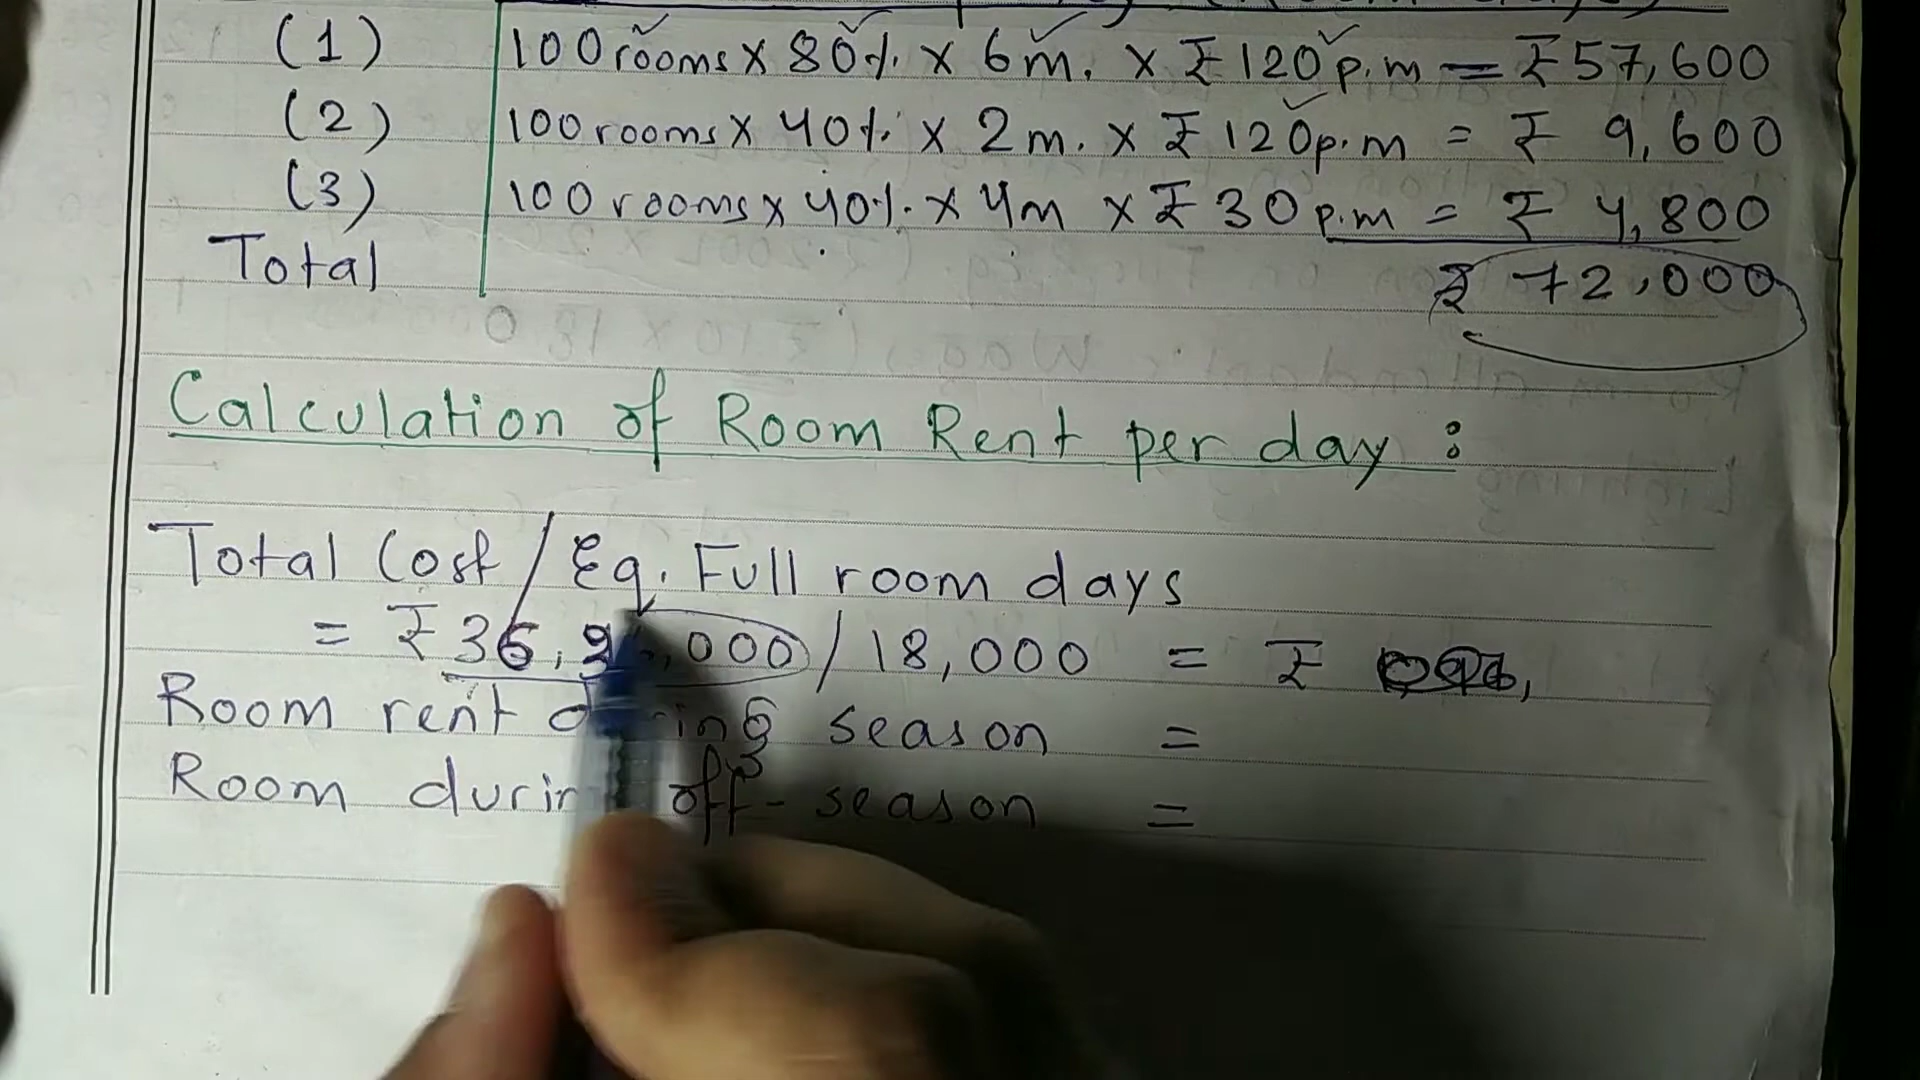 (1) 100 rooms x 80% x 6m. x ₹ 120 p.m = ₹ 57,600
(2) 100 rooms x 40% x 2m. x ₹ 120 p.m = ₹ 9,600
(3) 100 rooms x 40% x 4m x ₹ 30 p.m = ₹ 4,800
Total ₹ 72,000
Calculation of Room Rent per day :
Total Cost / Eq. Full room days
= ₹ 36, ,000 / 18,000 = ₹
Room rent season =
Room off-season =